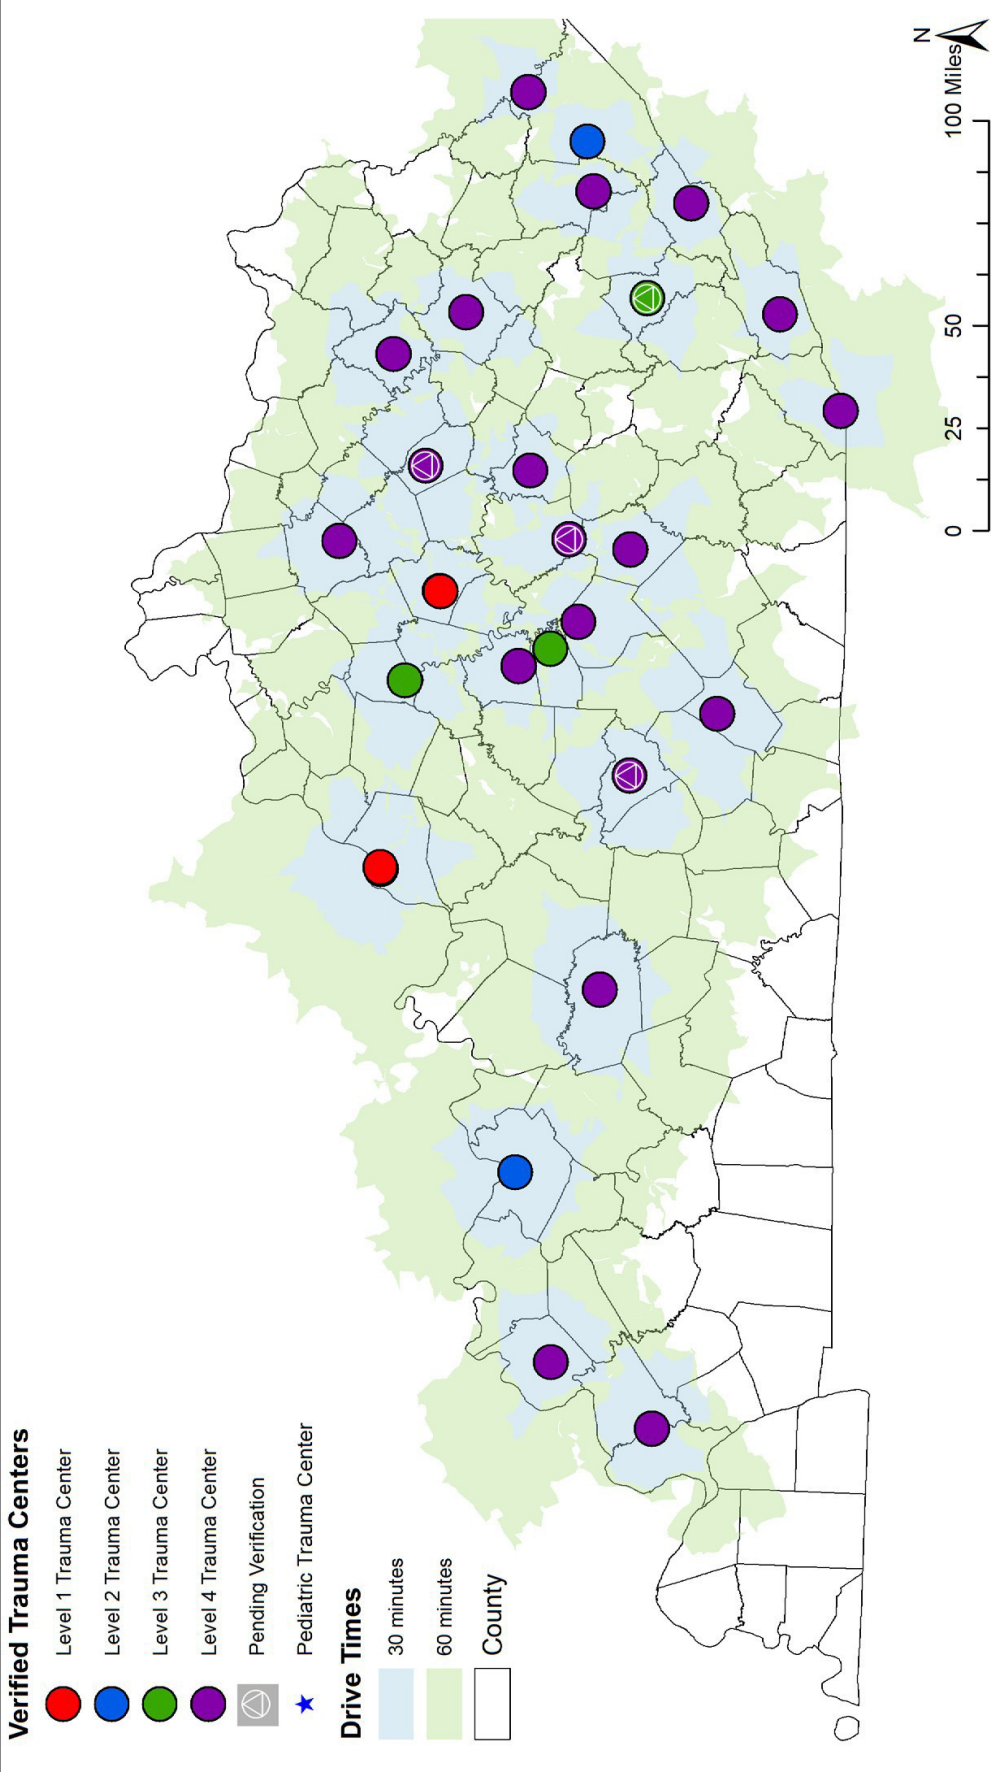 Verified Trauma Centers
Level 1 Trauma Center
Level 2 Trauma Center
Level 3 Trauma Center
Level 4 Trauma Center
Pending Verification
Pediatric Trauma Center
Drive Times
30 minutes
60 minutes
County
0 25 50 100 Miles
N